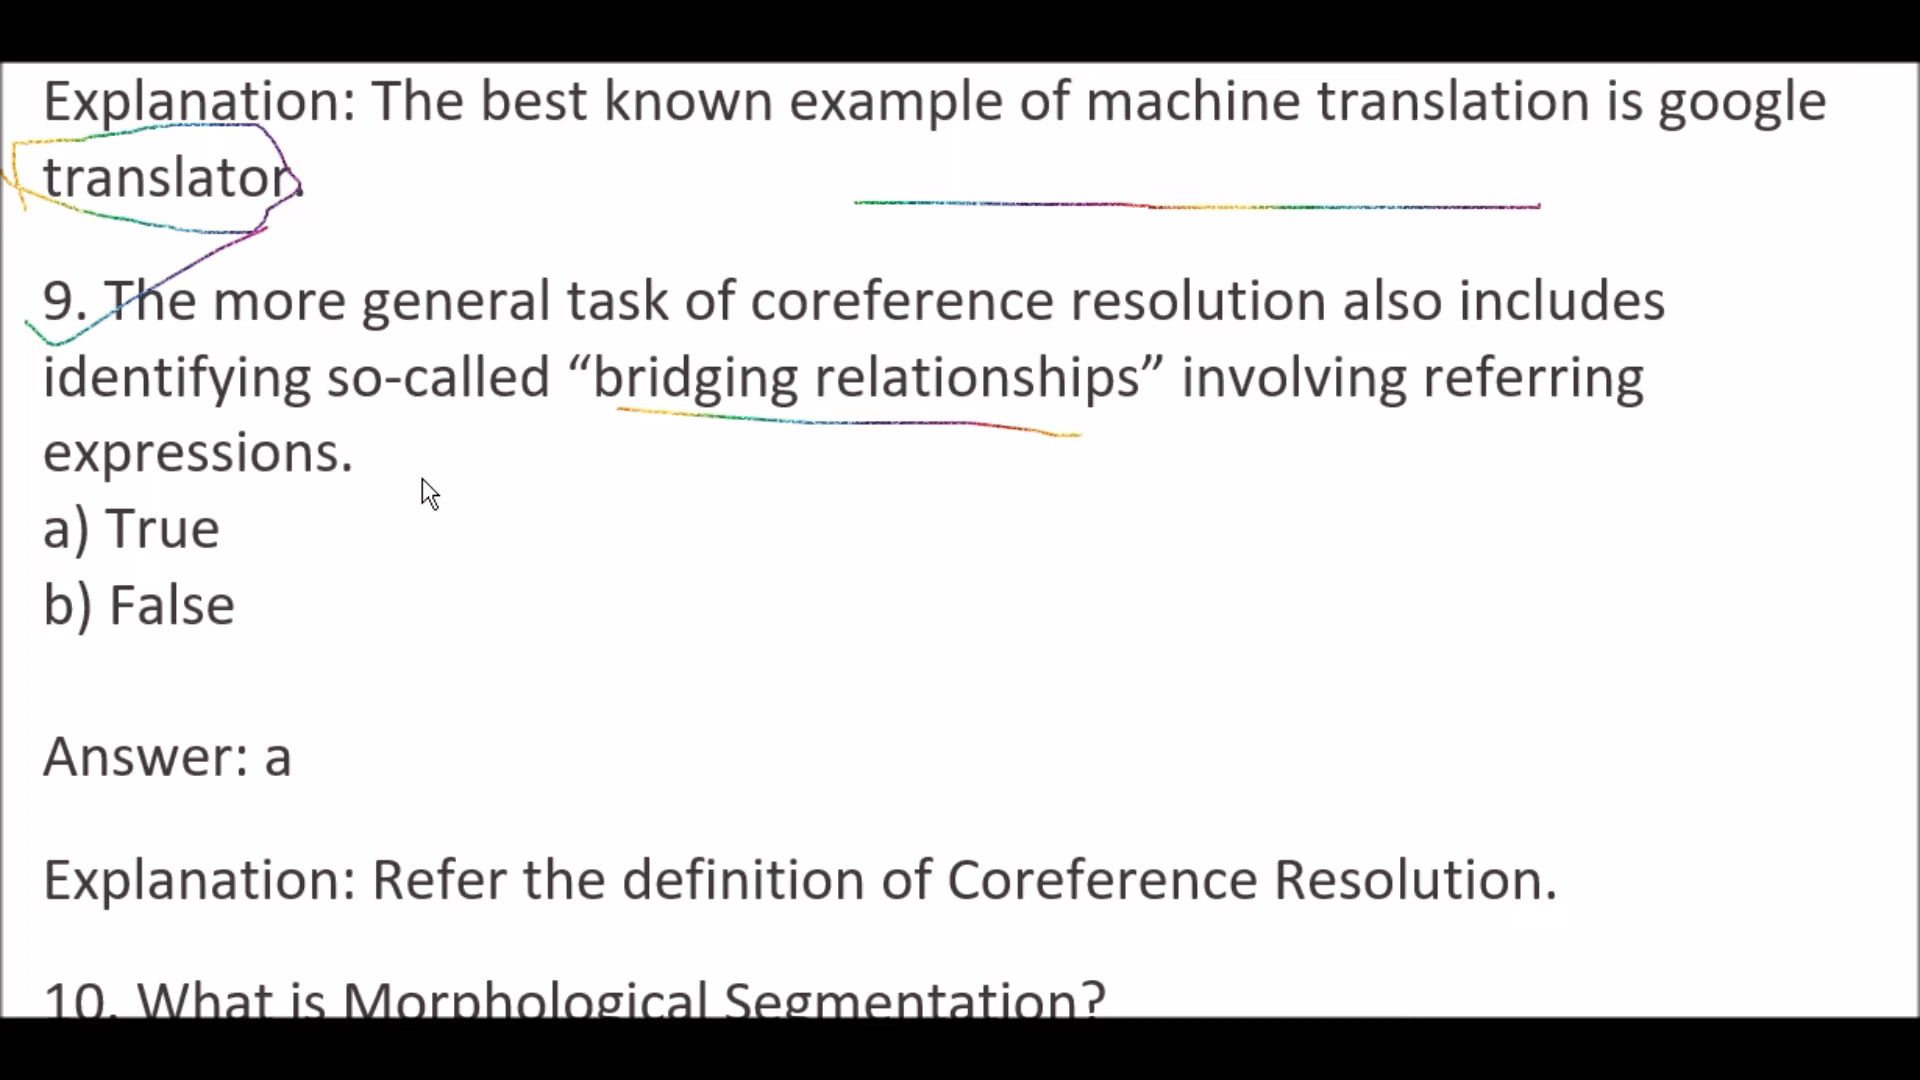 Explanation: The best known example of machine translation is google
translator.
9. The more general task of coreference resolution also includes
identifying so-called “bridging relationships” involving referring
expressions.
a) True
b) False
Answer: a
Explanation: Refer the definition of Coreference Resolution.
10. What is Morphological Segmentation?